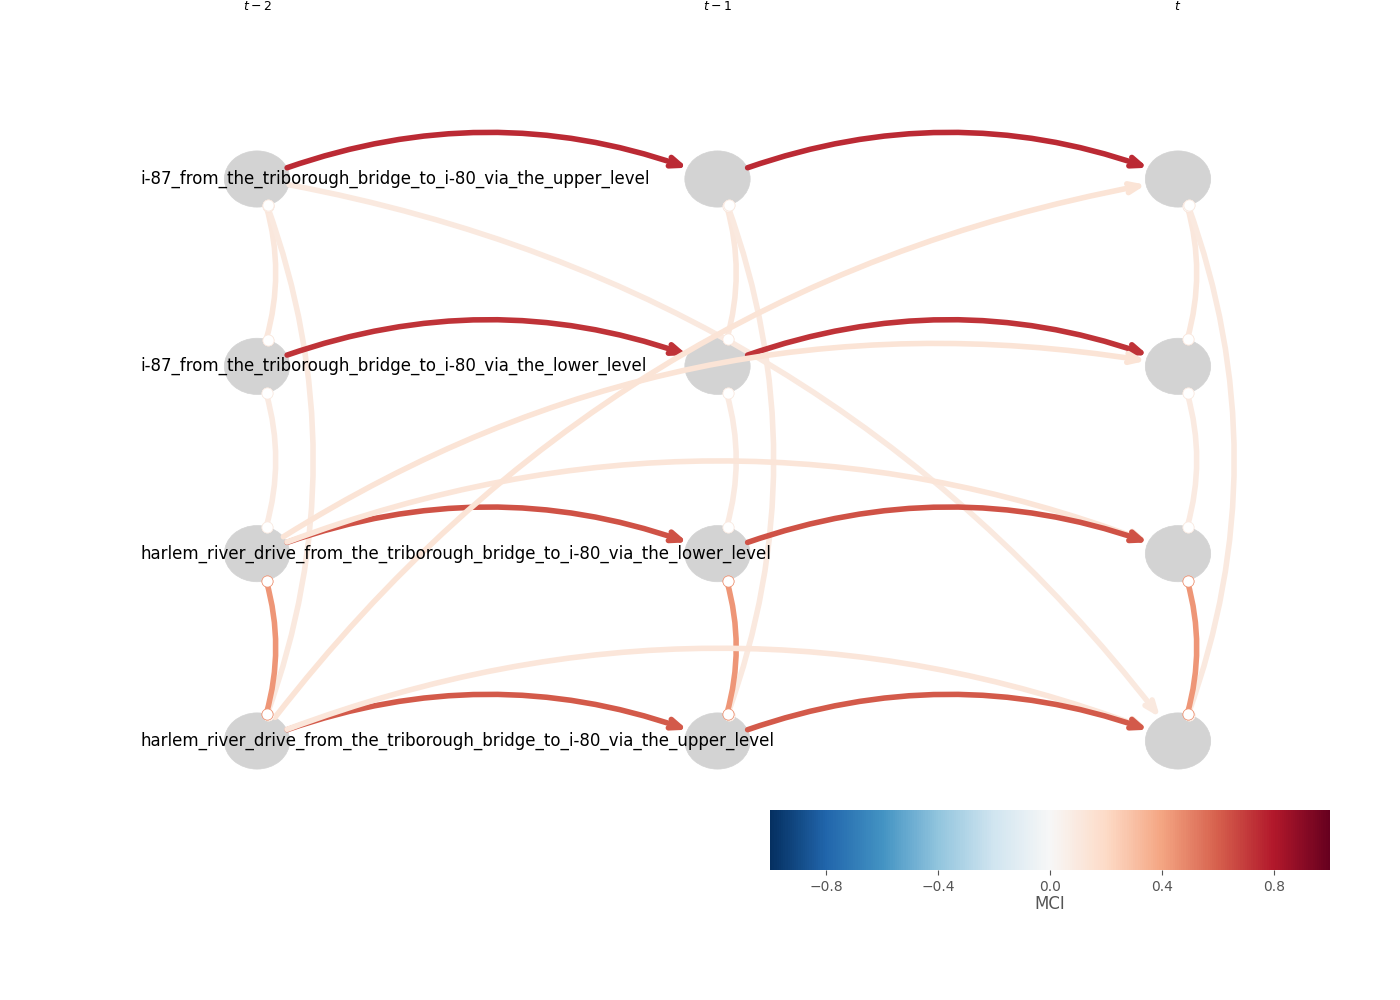 t − 2
t − 1
t
i-87_from_the_triborough_bridge_to_i-80_via_the_upper_level
i-87_from_the_triborough_bridge_to_i-80_via_the_lower_level
harlem_river_drive_from_the_triborough_bridge_to_i-80_via_the_lower_level
harlem_river_drive_from_the_triborough_bridge_to_i-80_via_the_upper_level
−0.8 −0.4 0.0 0.4 0.8
MCI